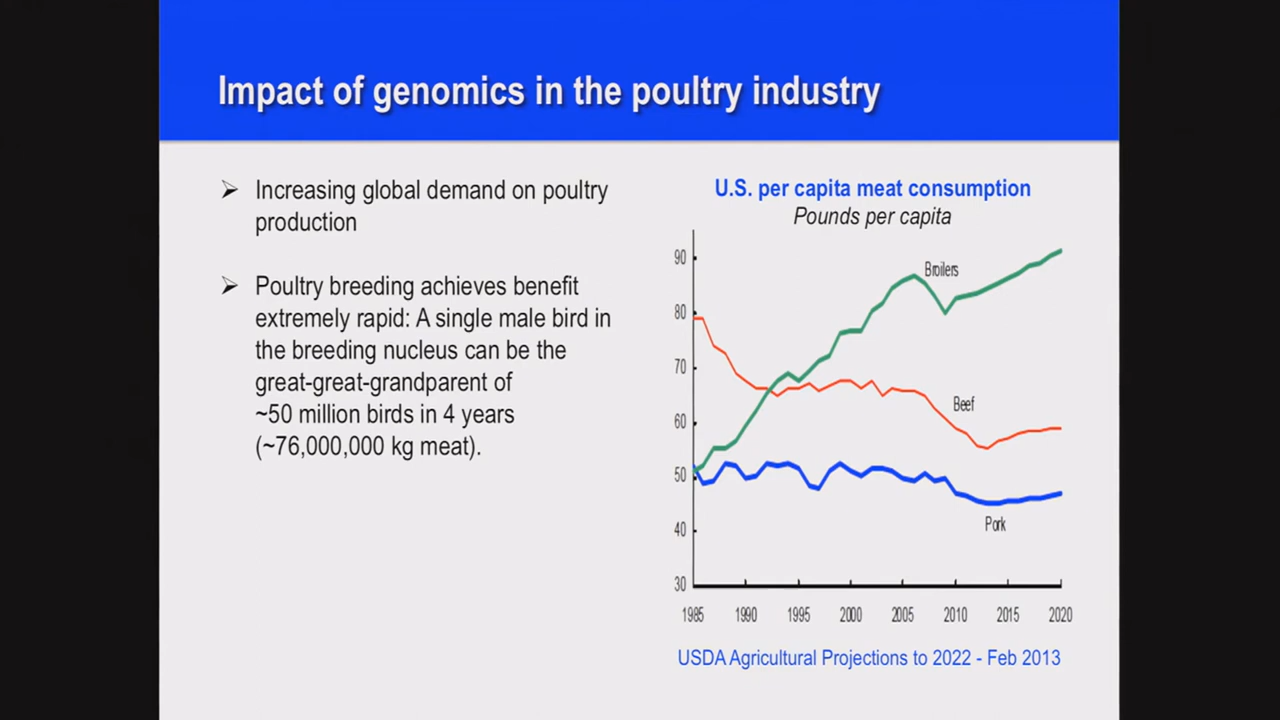 Impact of genomics in the poultry industry
➢ Increasing global demand on poultry
production
➢ Poultry breeding achieves benefit
extremely rapid: A single male bird in
the breeding nucleus can be the
great-great-grandparent of
~50 million birds in 4 years
(~76,000,000 kg meat).
U.S. per capita meat consumption
Pounds per capita
90
80
70
60
50
40
30
Broilers
Beef
Pork
1985 1990 1995 2000 2005 2010 2015 2020
USDA Agricultural Projections to 2022 - Feb 2013